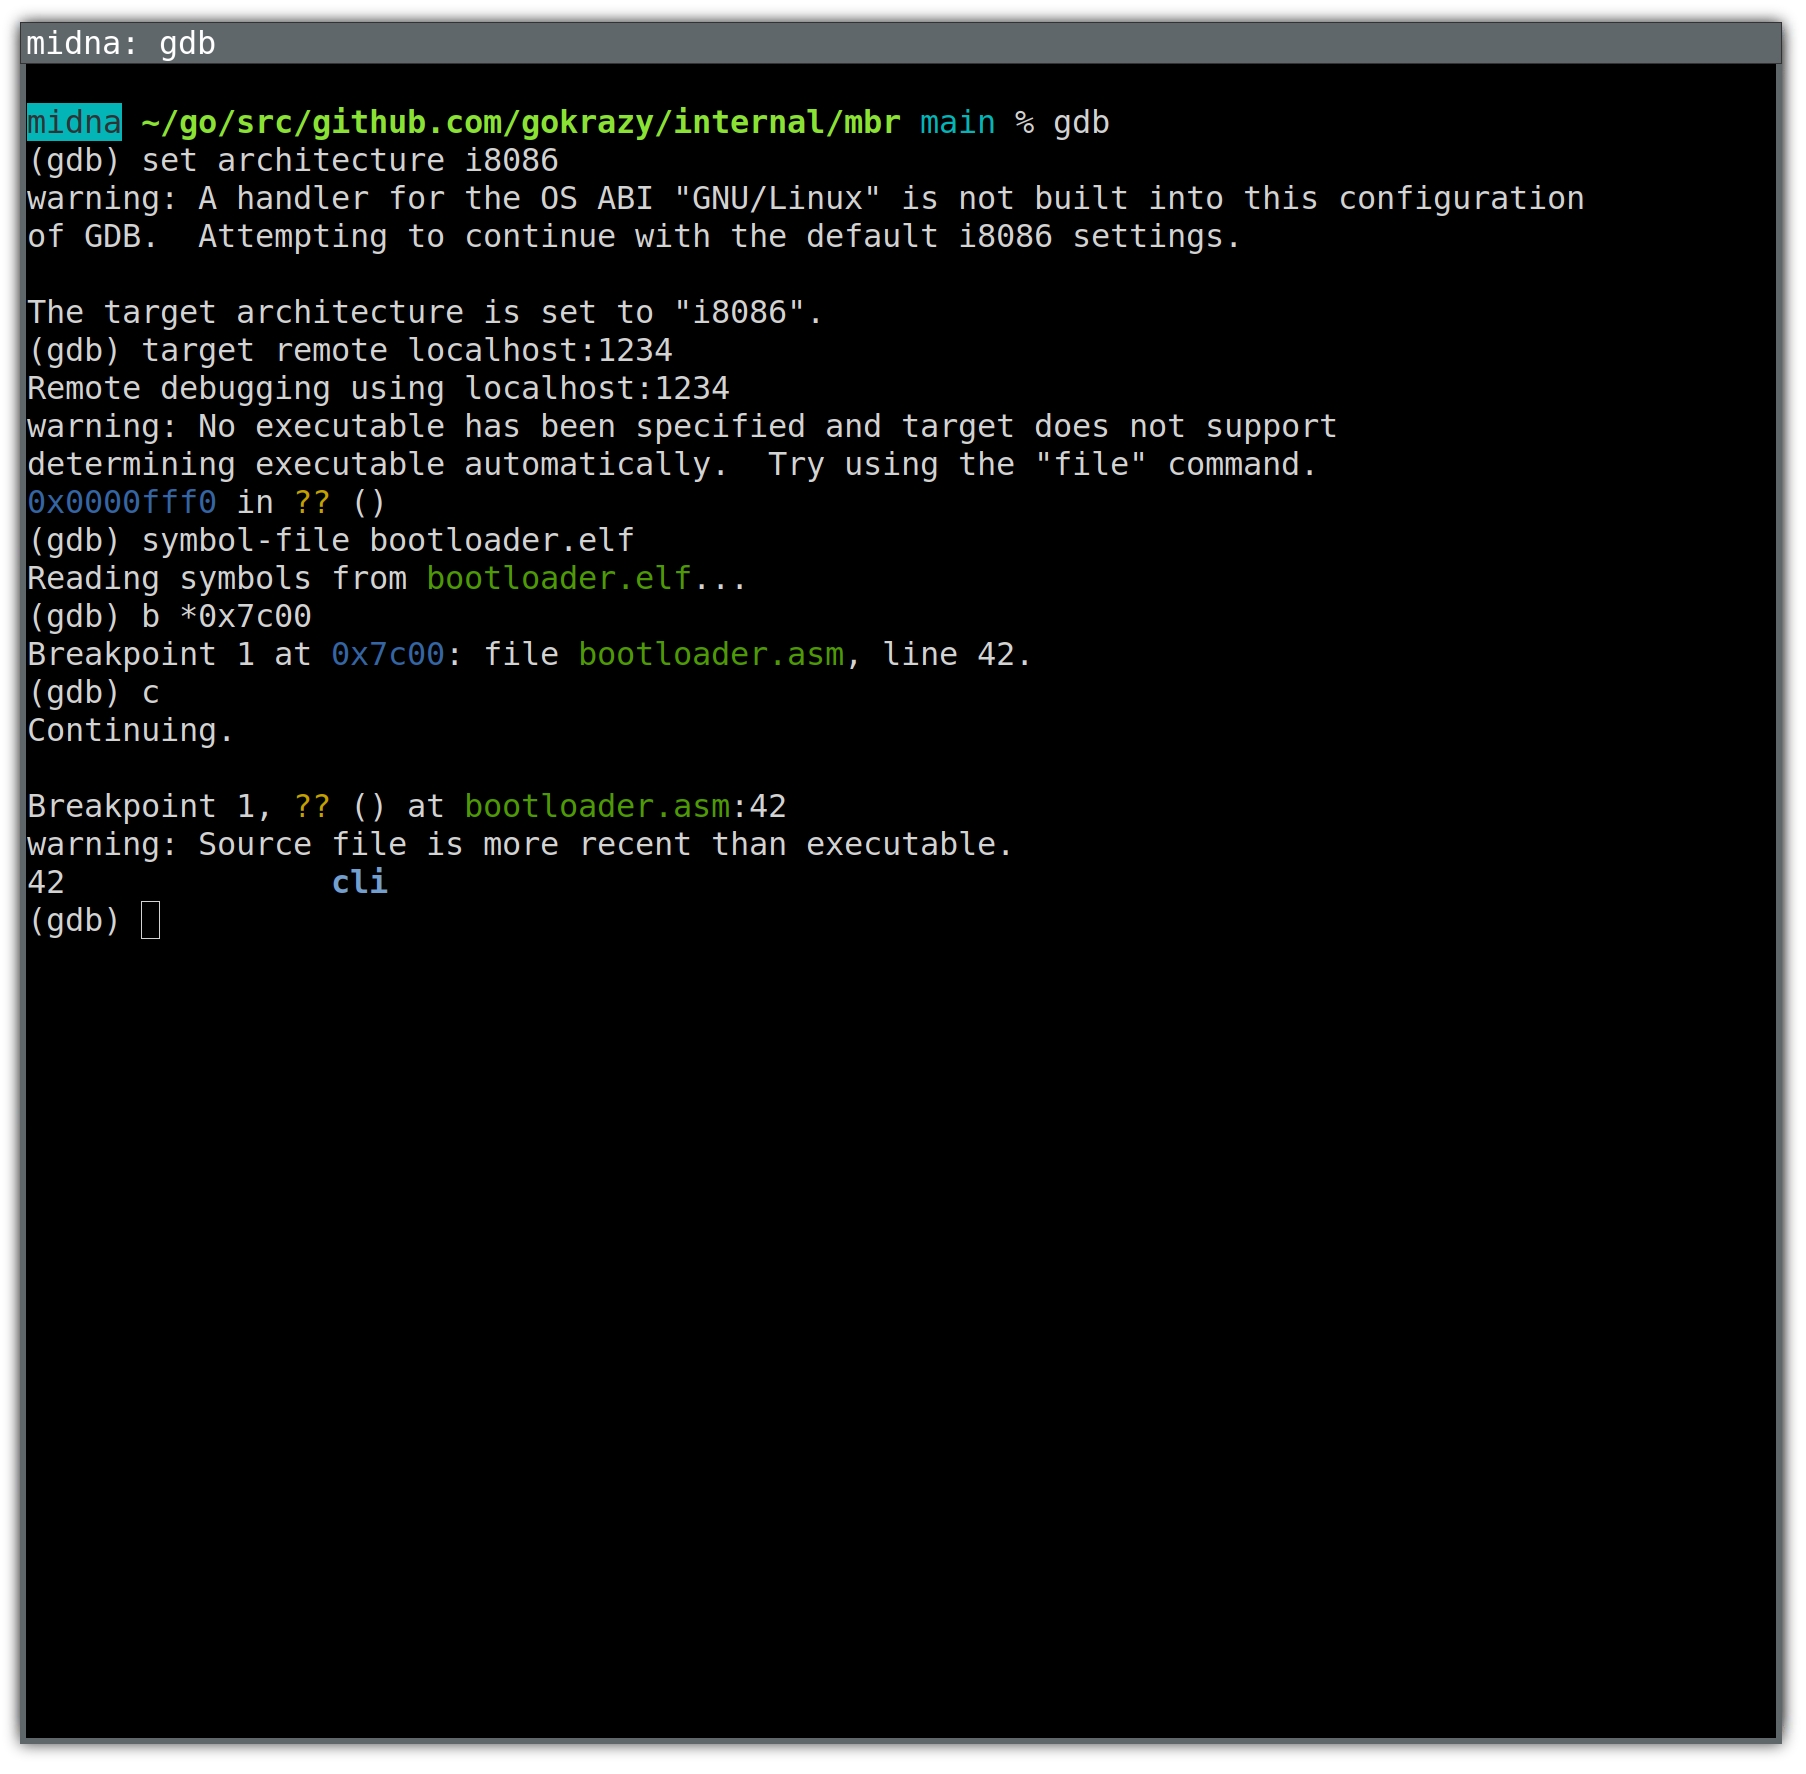 midna: gdb
midna ~/go/src/github.com/gokrazy/internal/mbr main % gdb
(gdb) set architecture i8086
warning: A handler for the OS ABI "GNU/Linux" is not built into this configuration
of GDB.  Attempting to continue with the default i8086 settings.
The target architecture is set to "i8086".
(gdb) target remote localhost:1234
Remote debugging using localhost:1234
warning: No executable has been specified and target does not support
determining executable automatically.  Try using the "file" command.
0x0000fff0 in ?? ()
(gdb) symbol-file bootloader.elf
Reading symbols from bootloader.elf...
(gdb) b *0x7c00
Breakpoint 1 at 0x7c00: file bootloader.asm, line 42.
(gdb) c
Continuing.
Breakpoint 1, ?? () at bootloader.asm:42
warning: Source file is more recent than executable.
42              cli
(gdb)